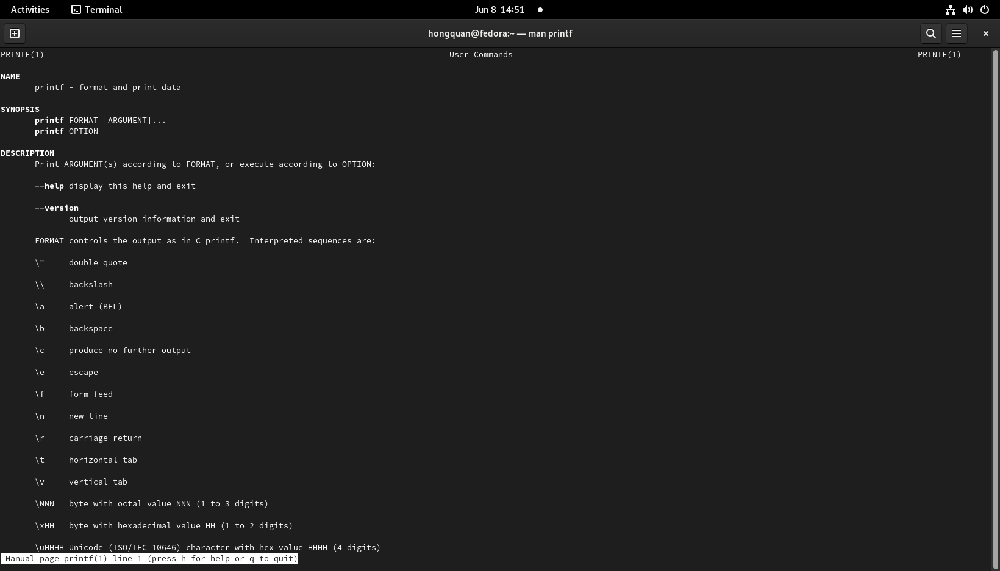 Activities Terminal Jun 8 14:51
hongquan@fedora:~ — man printf
PRINTF(1) User Commands PRINTF(1)
NAME
printf - format and print data
SYNOPSIS
printf FORMAT [ARGUMENT]...
printf OPTION
DESCRIPTION
Print ARGUMENT(s) according to FORMAT, or execute according to OPTION:
--help display this help and exit
--version
output version information and exit
FORMAT controls the output as in C printf.  Interpreted sequences are:
\" double quote
\\ backslash
\a alert (BEL)
\b backspace
\c produce no further output
\e escape
\f form feed
\n new line
\r carriage return
\t horizontal tab
\v vertical tab
\NNN byte with octal value NNN (1 to 3 digits)
\xHH byte with hexadecimal value HH (1 to 2 digits)
\uHHHH Unicode (ISO/IEC 10646) character with hex value HHHH (4 digits)
Manual page printf(1) line 1 (press h for help or q to quit)